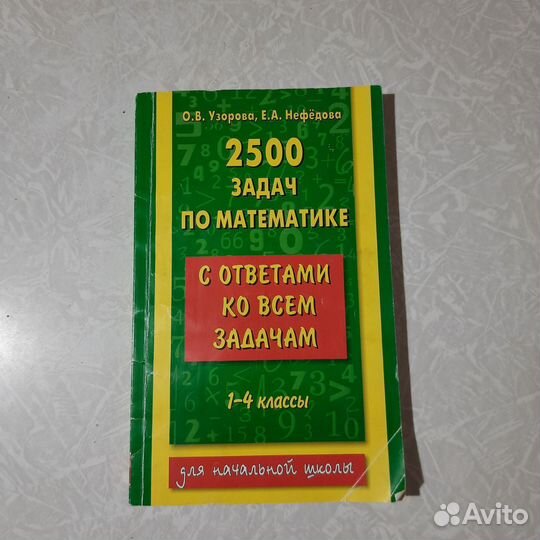 О.В. Узорова, Е.А. Нефёдова
2500
ЗАДАЧ
ПО МАТЕМАТИКЕ
С ОТВЕТАМИ
КО ВСЕМ
ЗАДАЧАМ
1-4 классы
для начальной школы
Avito